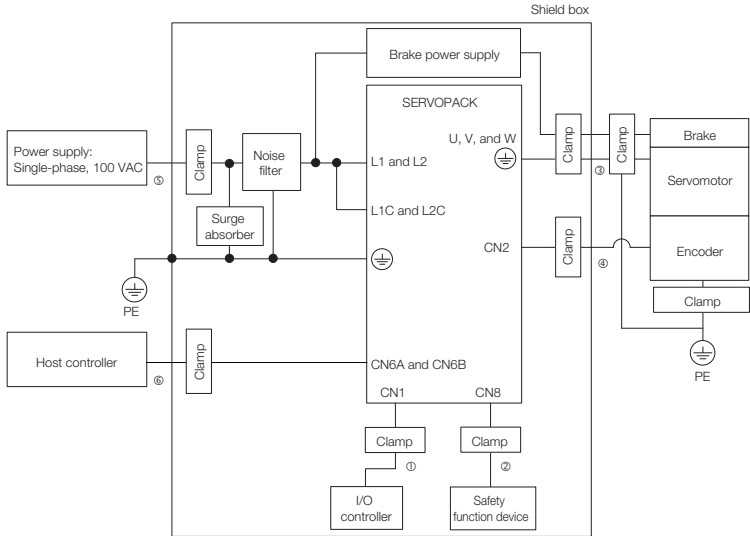 Shield box
Brake power supply
SERVOPACK
U, V, and W
Clamp
Clamp
Brake
Servomotor
Encoder
Clamp
PE
③
Power supply:
Single-phase, 100 VAC
⑤
Clamp
Noise
filter
L1 and L2
L1C and L2C
Surge
absorber
PE
CN2
Clamp
④
Host controller
⑥
Clamp
CN6A and CN6B
CN1
CN8
Clamp
①
Clamp
②
I/O
controller
Safety
function device